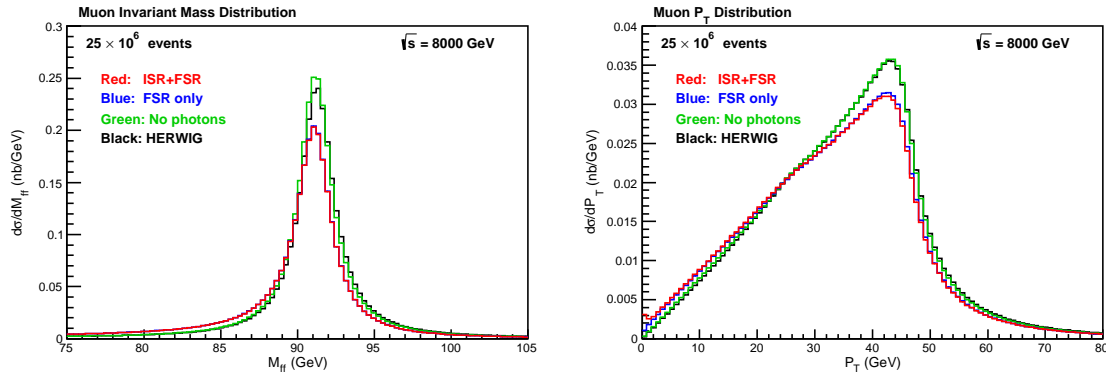 Muon Invariant Mass Distribution
25 × 10⁶ events
√s = 8000 GeV
Red: ISR+FSR
Blue: FSR only
Green: No photons
Black: HERWIG
dσ/dM_ff (nb/GeV)
0.3
0.25
0.2
0.15
0.1
0.05
0
75 80 85 90 95 100 105
M_ff (GeV)
Muon P_T Distribution
25 × 10⁶ events
√s = 8000 GeV
Red: ISR+FSR
Blue: FSR only
Green: No photons
Black: HERWIG
dσ/dP_T (nb/GeV)
0.04
0.035
0.03
0.025
0.02
0.015
0.01
0.005
0
0 10 20 30 40 50 60 70 80
P_T (GeV)